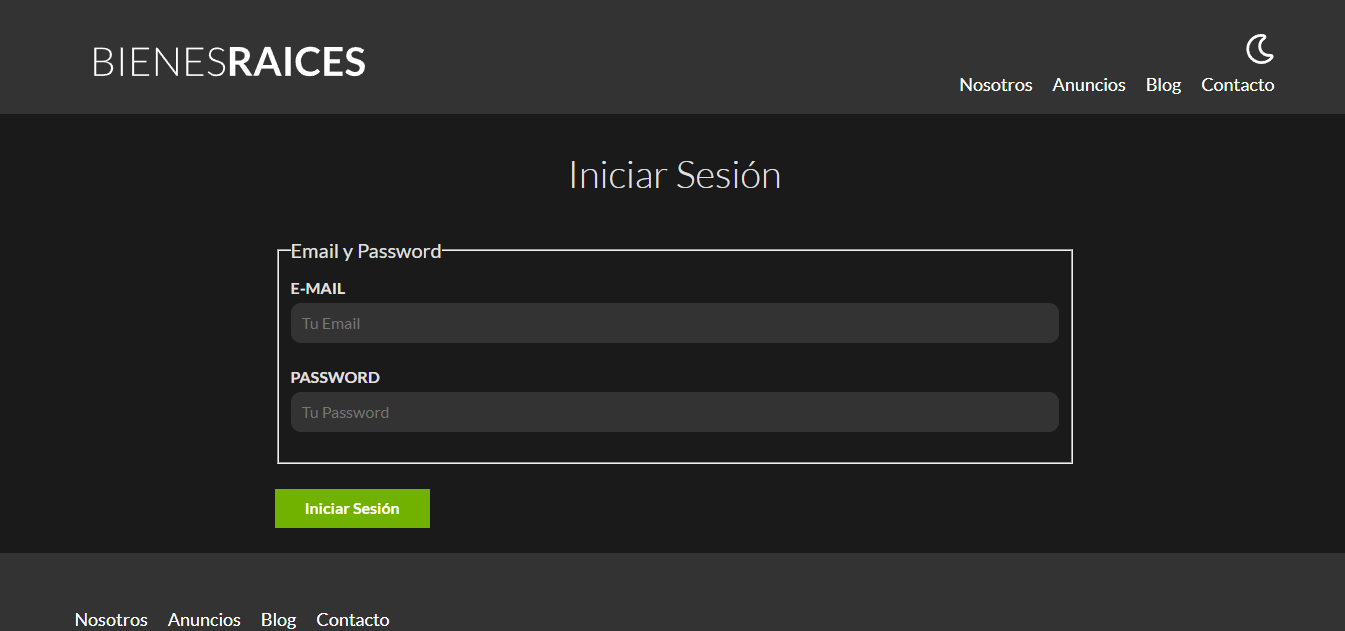 BIENESRAICES
Nosotros Anuncios Blog Contacto
Iniciar Sesión
Email y Password
E-MAIL
Tu Email
PASSWORD
Tu Password
Iniciar Sesión
Nosotros Anuncios Blog Contacto